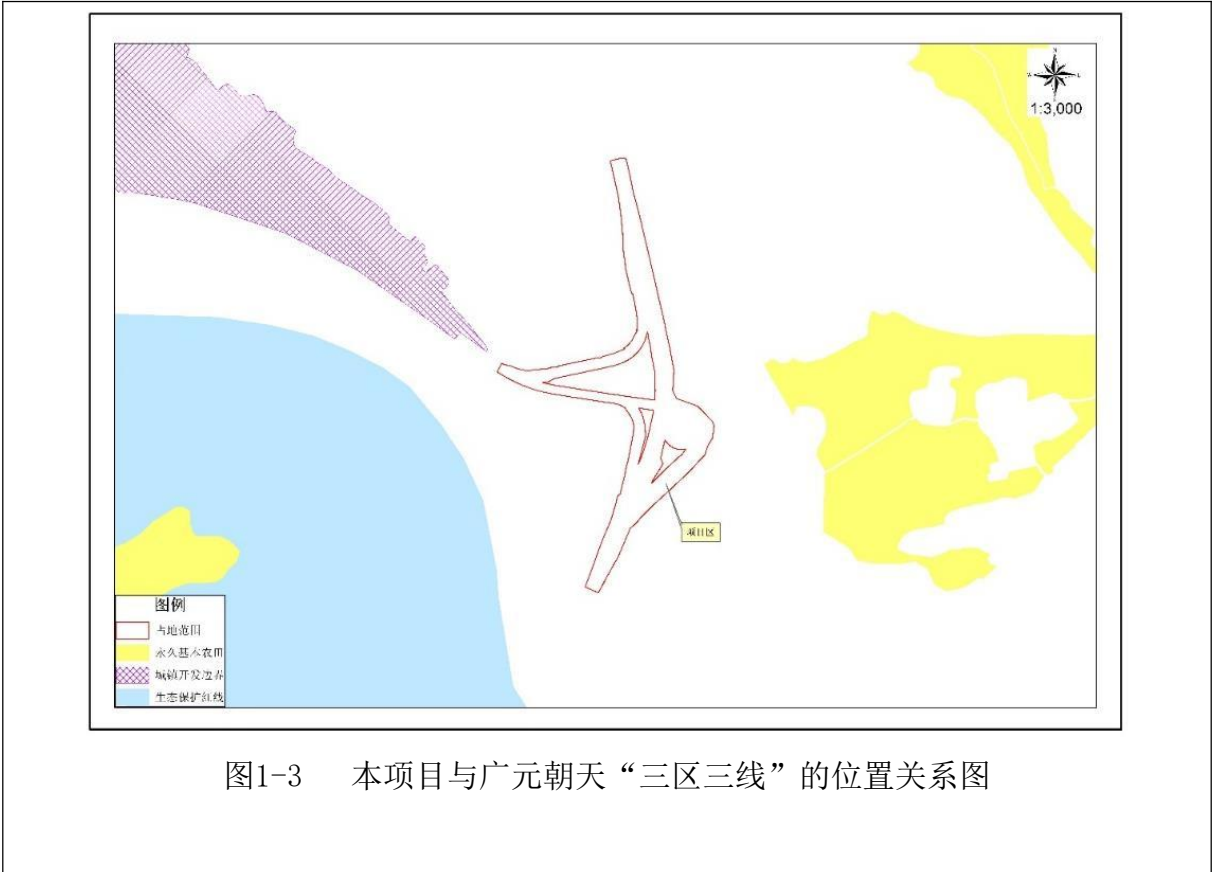 N
1:3,000
项目区
图例
占地范围
永久基本农田
城镇开发边界
生态保护红线
图1-3 本项目与广元朝天“三区三线”的位置关系图